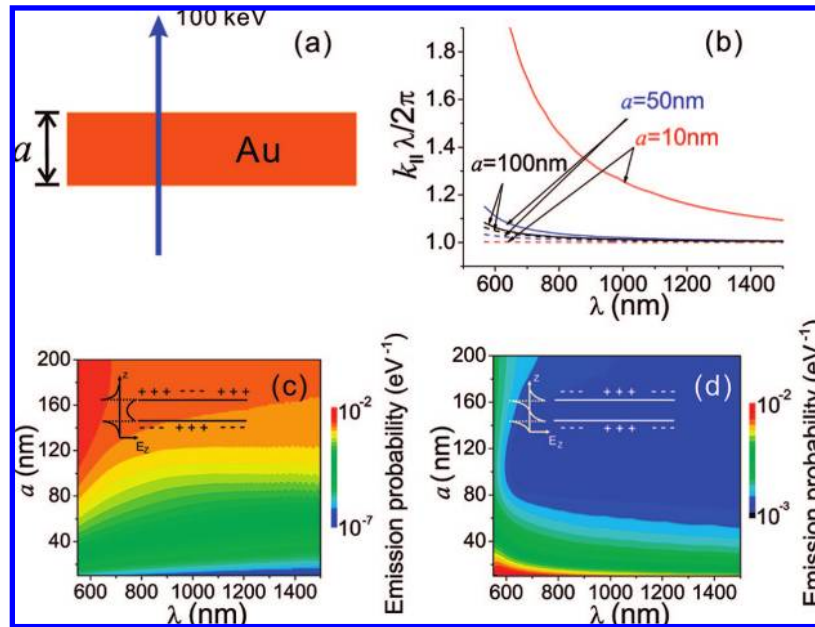 100 keV
(a)
a
Au
(b)
k|| λ/2π
1.8
1.6
1.4
1.2
1.0
a=50nm
a=10nm
a=100nm
600 800 1000 1200 1400
λ (nm)
(c)
a (nm)
200
160
120
80
40
z
+++ --- +++
--- +++ ---
Ez
600 800 1000 1200 1400
λ (nm)
10-2
10-7
Emission probability (eV-1)
(d)
a (nm)
200
160
120
80
40
z
--- +++ ---
--- +++ ---
Ez
600 800 1000 1200 1400
λ (nm)
10-2
10-3
Emission probability (eV-1)